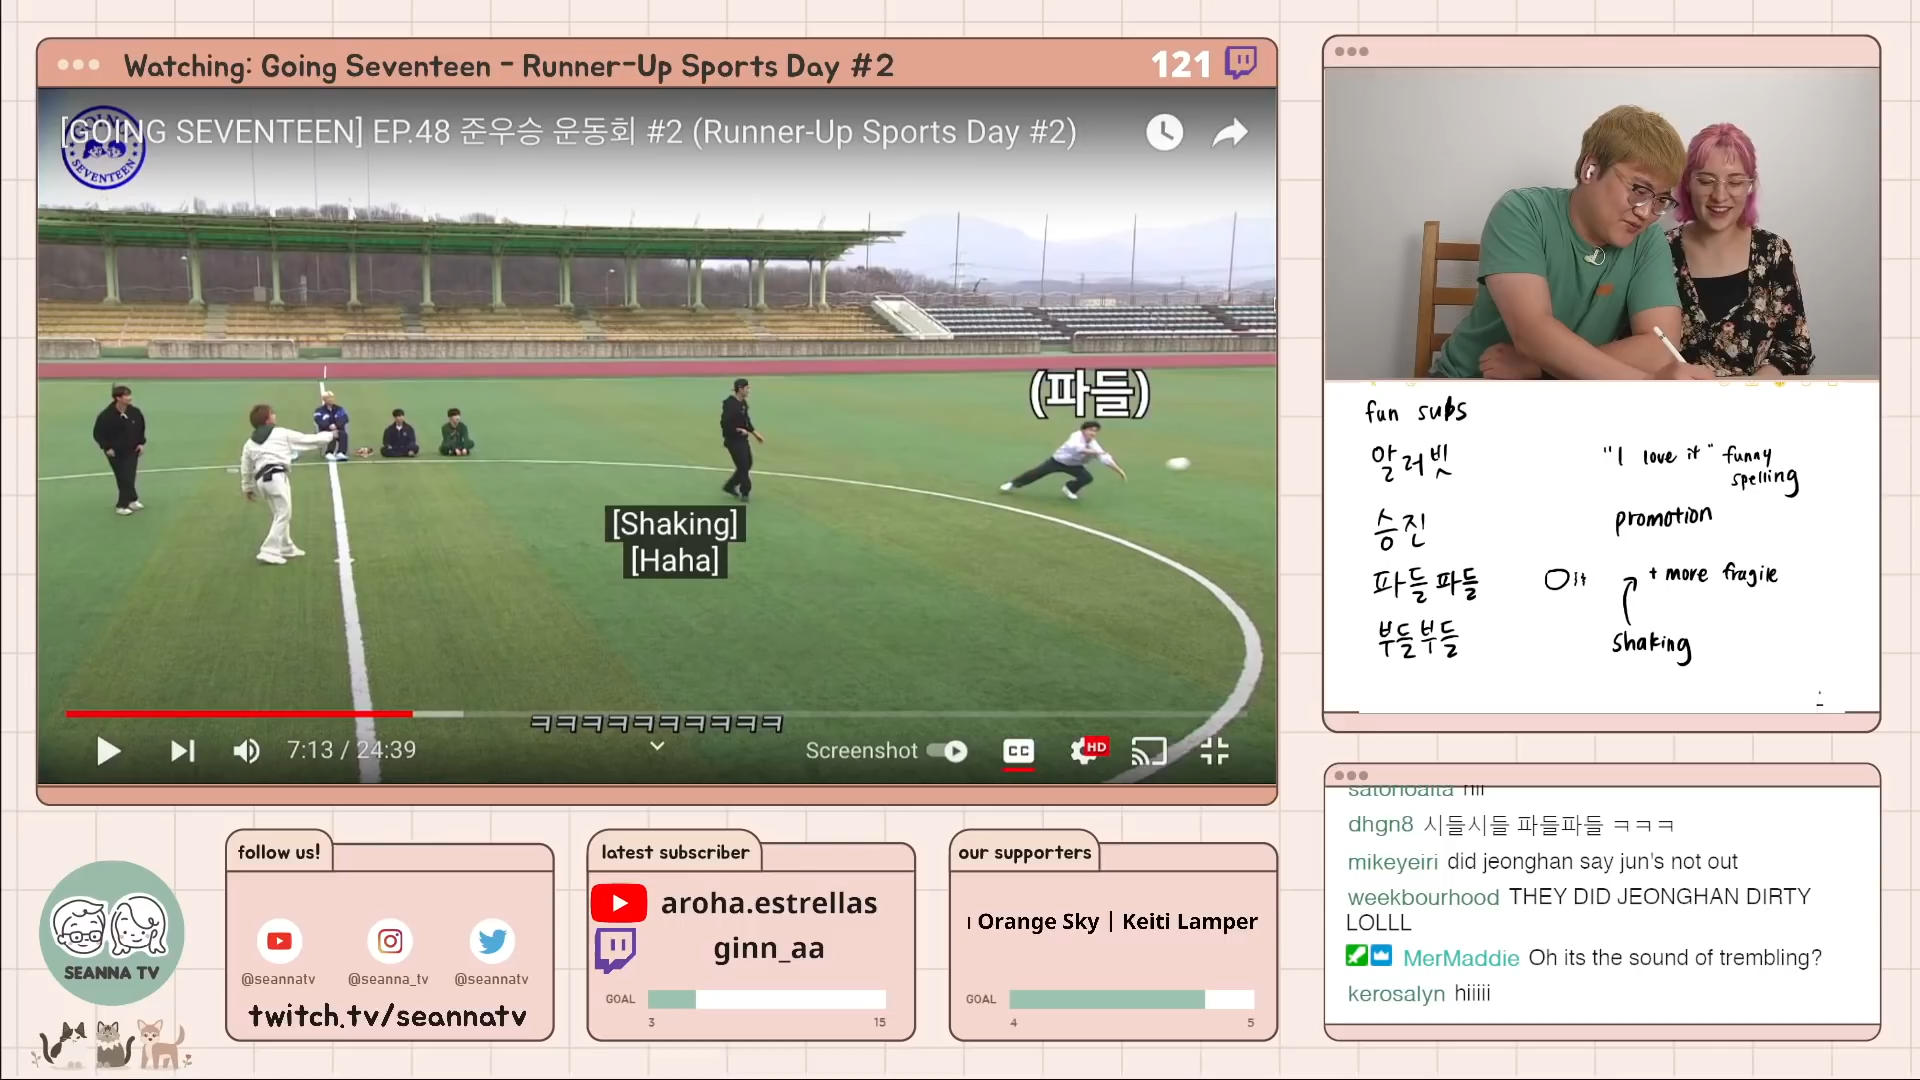 Watching: Going Seventeen - Runner-Up Sports Day #2
121
[GOING SEVENTEEN] EP.48 준우승 운동회 #2 (Runner-Up Sports Day #2)
SEVENTEEN
(파들)
[Shaking]
[Haha]
ㅋㅋㅋㅋㅋㅋㅋㅋㅋㅋ
7:13 / 24:39
Screenshot
CC
HD
fun subs
알러빗 "I love it" funny
spelling
승진 promotion
파들파들 + more fragile
부들부들 shaking
hii
dhgn8 시들시들 파들파들 ㅋㅋㅋ
mikeyeiri did jeonghan say jun's not out
weekbourhood THEY DID JEONGHAN DIRTY
LOLLL
MerMaddie Oh its the sound of trembling?
kerosalyn hiiiii
SEANNA TV
follow us!
@seannatv @seanna_tv @seannatv
twitch.tv/seannatv
latest subscriber
aroha.estrellas
ginn_aa
GOAL
3 15
our supporters
Orange Sky | Keiti Lamper
GOAL
4 5